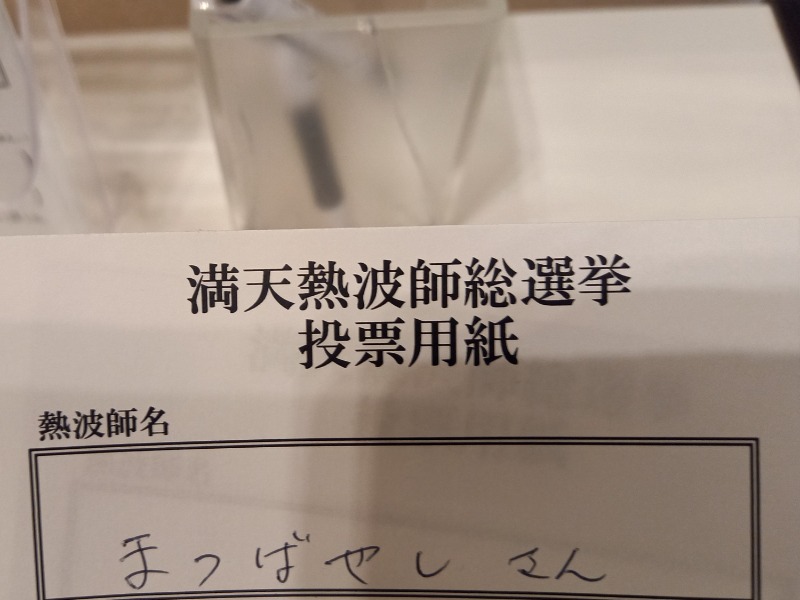 満天熱波師総選挙
投票用紙
熱波師名
まつばやし さん